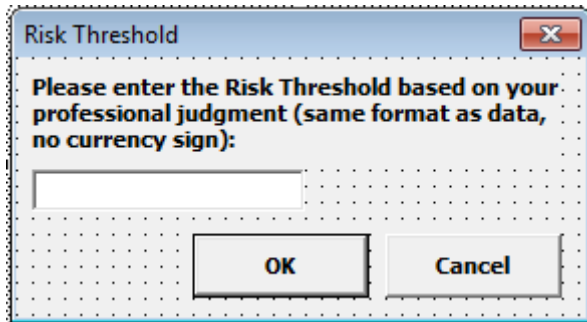 Risk Threshold
Please enter the Risk Threshold based on your
professional judgment (same format as data,
no currency sign):
OK
Cancel